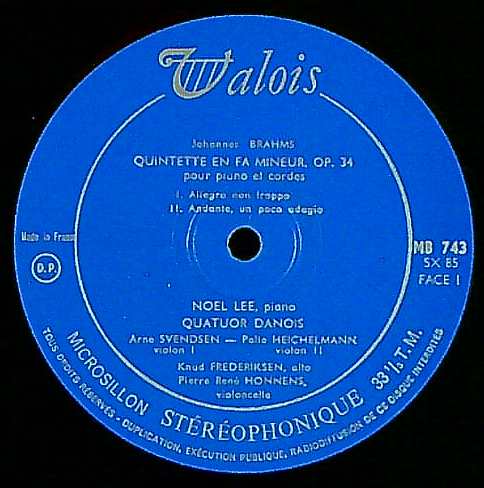 Valois
Johannes BRAHMS
QUINTETTE EN FA MINEUR, OP. 34
pour piano et cordes
I. Allegro non troppo
II. Andante, un poco adagio
Made in France
D.P.
MB 743
SX 85
FACE I
NOEL LEE, piano
QUATUOR DANOIS
Arne SVENDSEN — Palle HEICHELMANN
violon I violon II
Knud FREDERIKSEN, alto
Pierre René HONNENS,
violoncelle
MICROSILLON STÉRÉOPHONIQUE 33 1/3 T. M.
TOUS DROITS RÉSERVÉS - DUPLICATION, EXÉCUTION PUBLIQUE, RADIODIFFUSION DE CE DISQUE INTERDITES